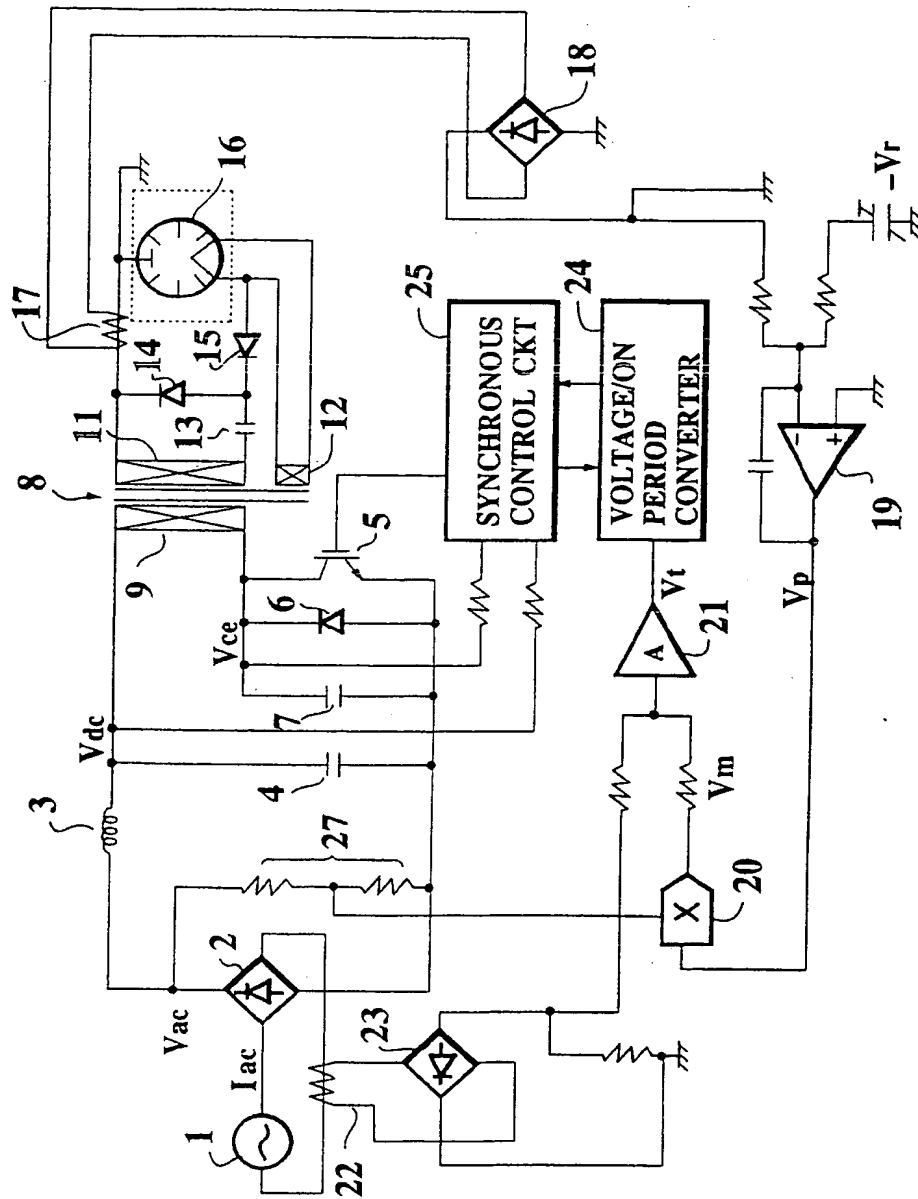 8
17
3
Vdc
9
11
14
16
Vac
Vce
13
15
1
Iac
2
27
4
7
6
5
12
18
22
23
25
SYNCHRONOUS
CONTROL CKT
24
VOLTAGE/ON
PERIOD
CONVERTER
Vt
A
21
Vm
X
20
Vp
−
+
19
-Vr